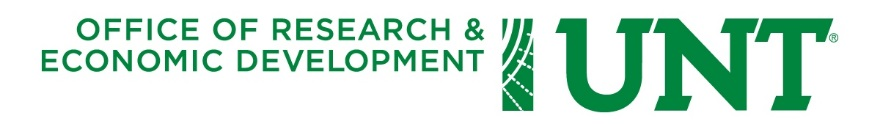 OFFICE OF RESEARCH &
ECONOMIC DEVELOPMENT
UNT®